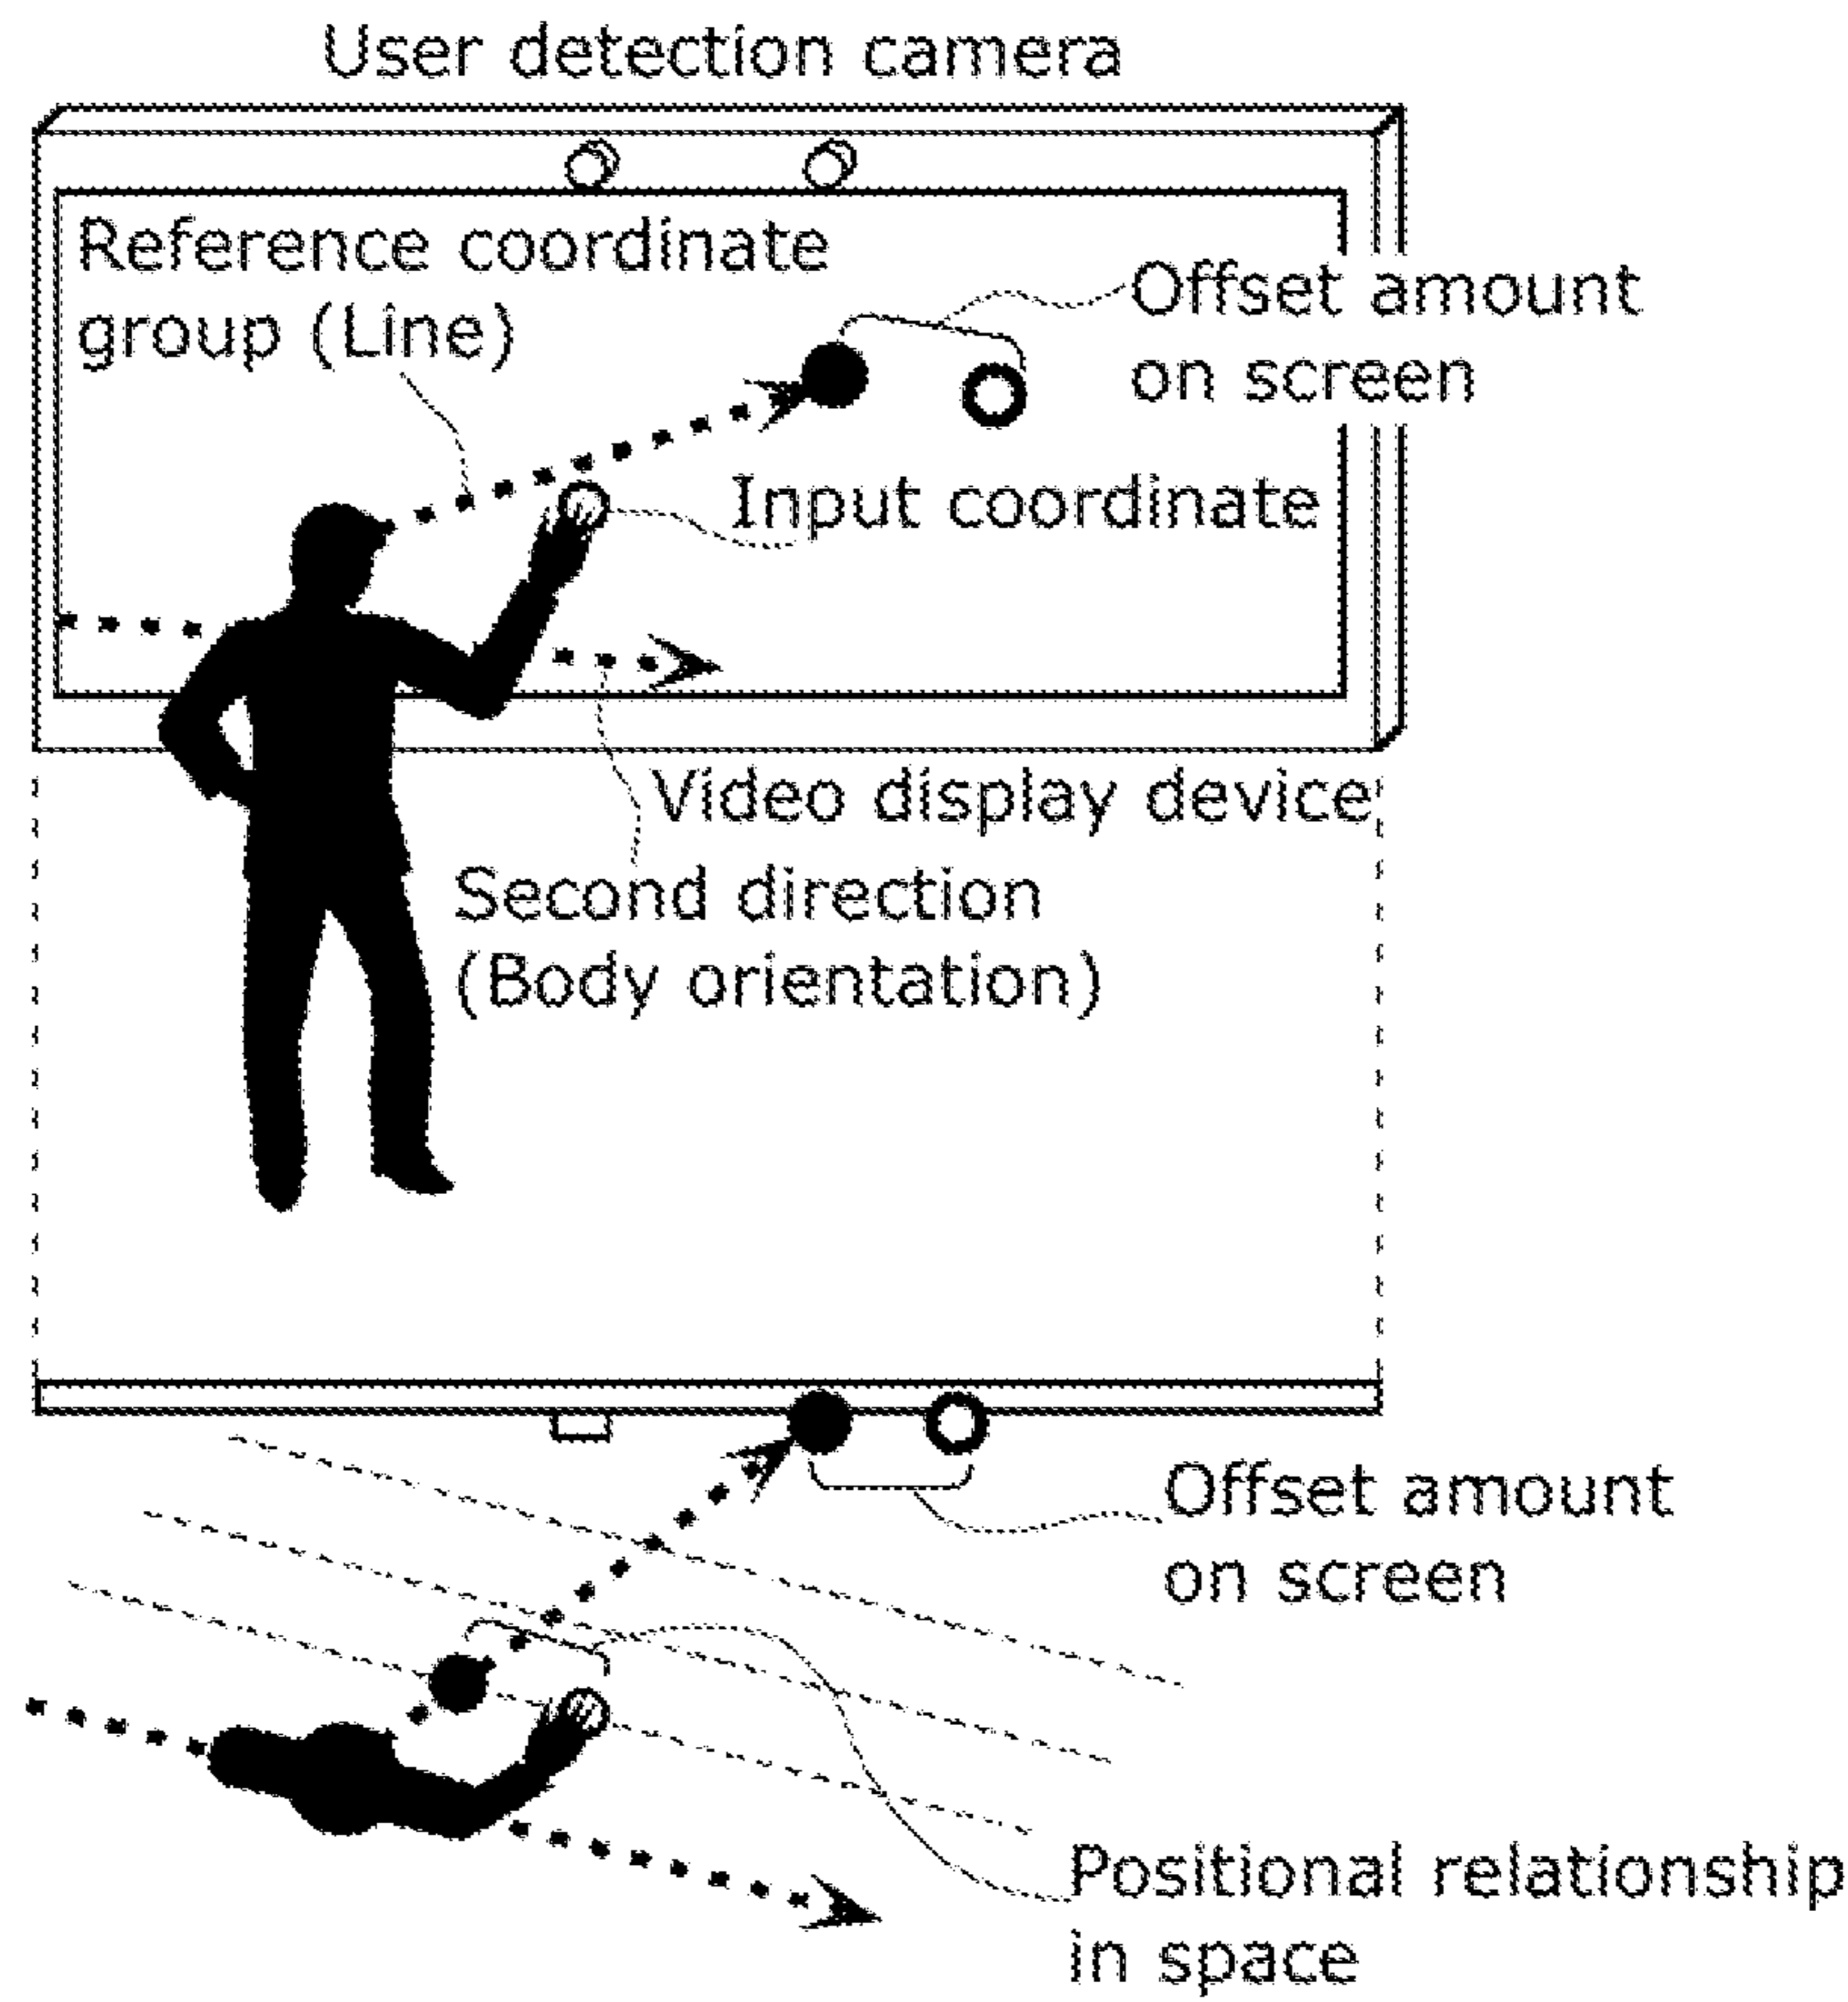 User detection camera
Reference coordinate
group (Line)
Offset amount
on screen
Input coordinate
Video display device
Second direction
(Body orientation)
Offset amount
on screen
Positional relationship
in space